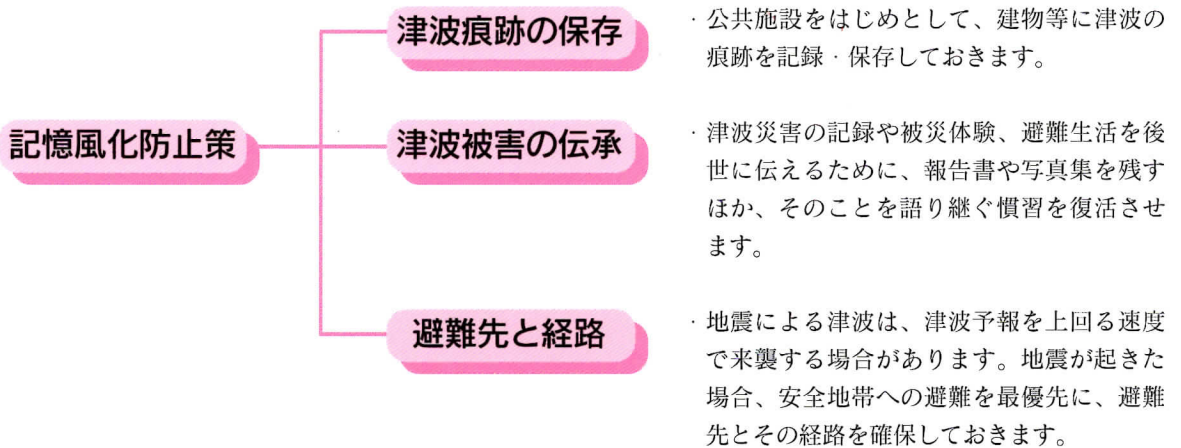 記憶風化防止策
津波痕跡の保存
・公共施設をはじめとして、建物等に津波の
痕跡を記録・保存しておきます。
津波被害の伝承
・津波災害の記録や被災体験、避難生活を後
世に伝えるために、報告書や写真集を残す
ほか、そのことを語り継ぐ慣習を復活させ
ます。
避難先と経路
・地震による津波は、津波予報を上回る速度
で来襲する場合があります。地震が起きた
場合、安全地帯への避難を最優先に、避難
先とその経路を確保しておきます。